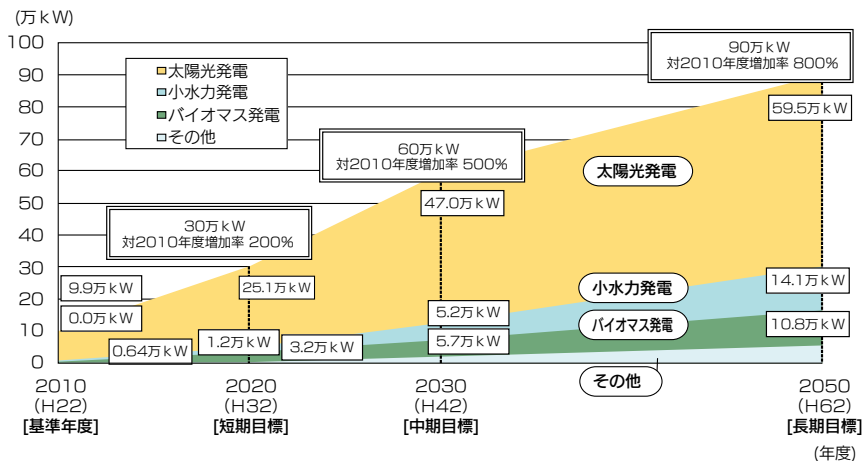 (万kW)
100
90
80
70
60
50
40
30
20
10
0
太陽光発電
小水力発電
バイオマス発電
その他
90万kW
対2010年度増加率 800%
59.5万kW
60万kW
対2010年度増加率 500%
太陽光発電
47.0万kW
30万kW
対2010年度増加率 200%
9.9万kW
25.1万kW
小水力発電
14.1万kW
0.0万kW
5.2万kW
バイオマス発電
10.8万kW
0.64万kW
1.2万kW
3.2万kW
5.7万kW
その他
2010
(H22)
[基準年度]
2020
(H32)
[短期目標]
2030
(H42)
[中期目標]
2050
(H62)
[長期目標]
(年度)